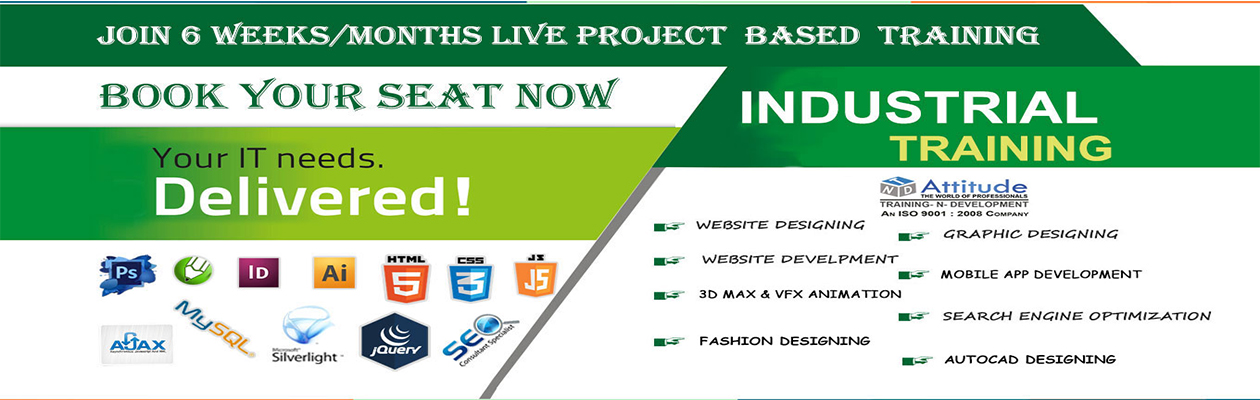 JOIN 6 WEEKS/MONTHS LIVE PROJECT BASED TRAINING
BOOK YOUR SEAT NOW
Your IT needs.
Delivered!
INDUSTRIAL
TRAINING
NTD
Attitude
THE WORLD OF PROFESSIONALS
TRAINING-N-DEVELOPMENT
AN ISO 9001 : 2008 COMPANY
WEBSITE DESIGNING
WEBSITE DEVELPMENT
3D MAX & VFX ANIMATION
FASHION DESIGNING
GRAPHIC DESIGNING
MOBILE APP DEVELOPMENT
SEARCH ENGINE OPTIMIZATION
AUTOCAD DESIGNING
Ps
ID
Ai
HTML
5
CSS
3
JS
JS
AJAX
MySQL
Microsoft
Silverlight™
jQuery
SEO
Consultant Specialist